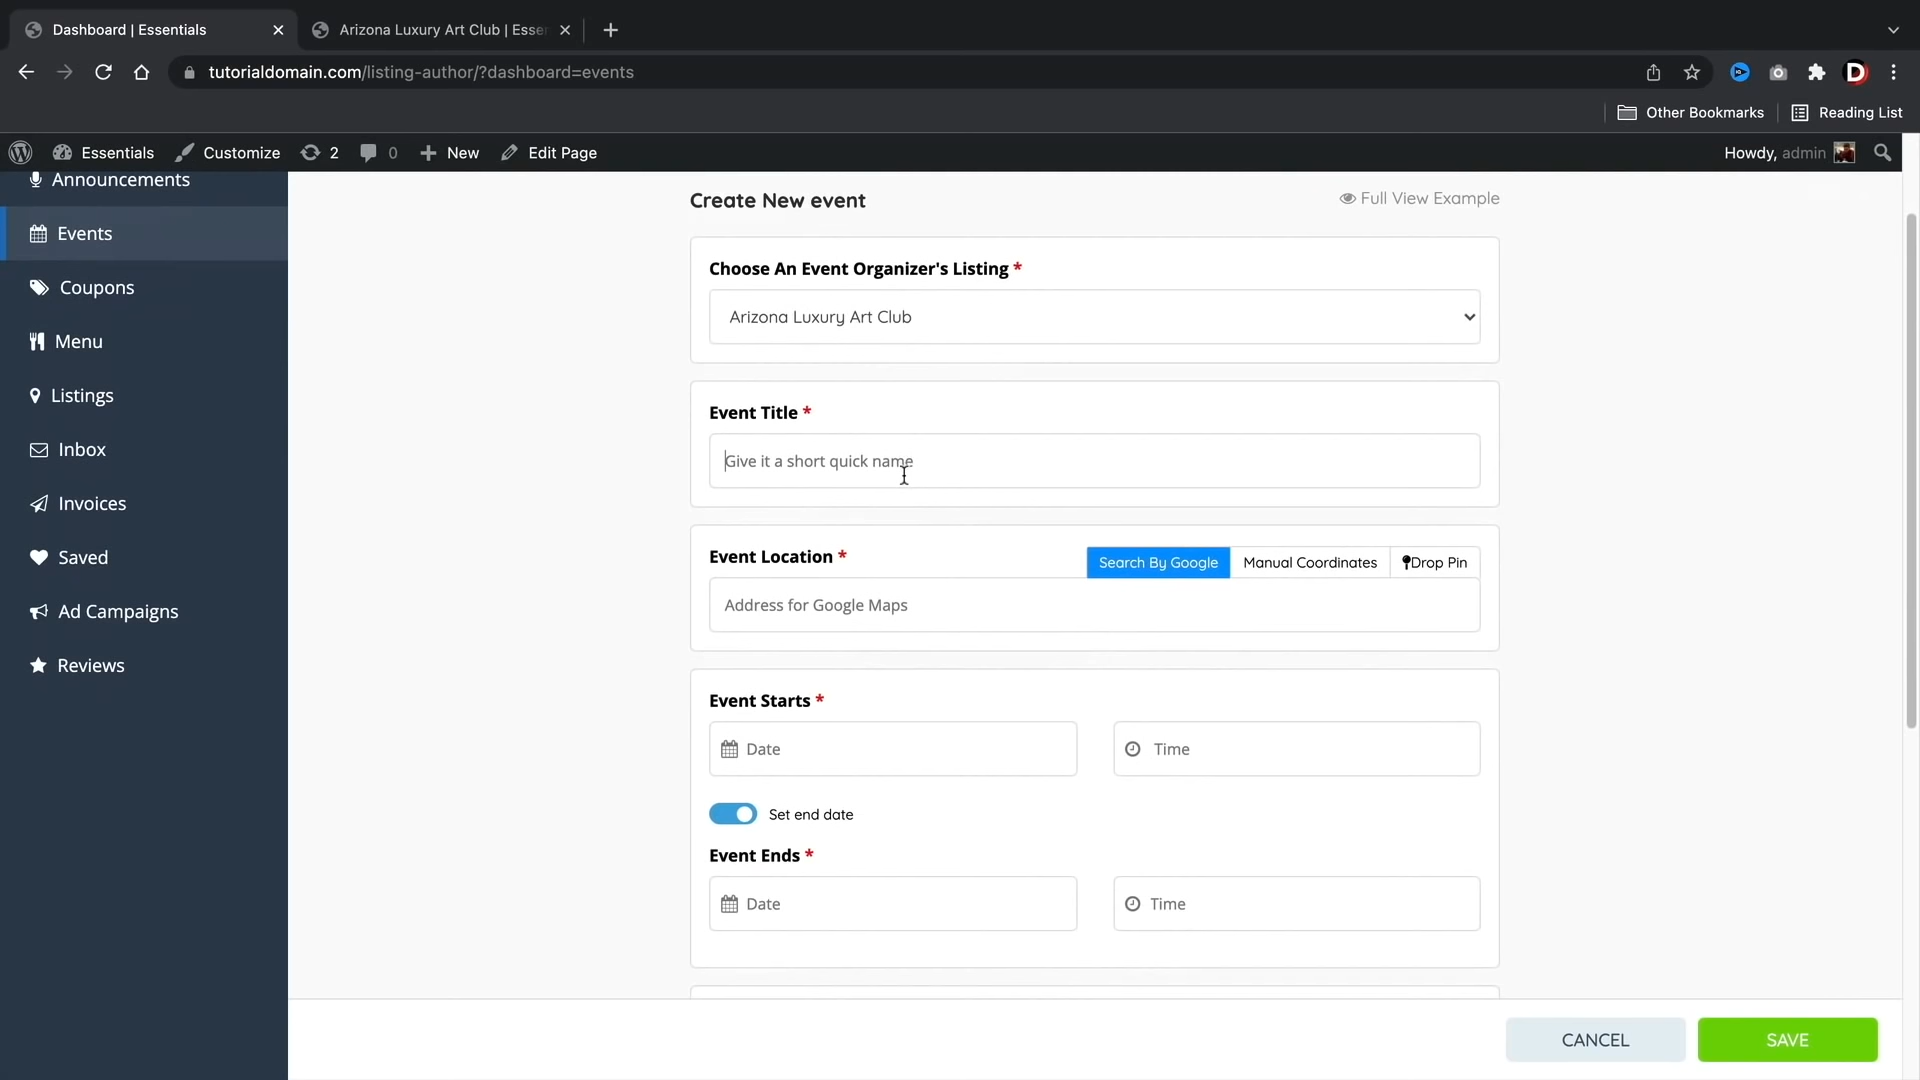 Dashboard | Essentials
Arizona Luxury Art Club | Esse
tutorialdomain.com/listing-author/?dashboard=events
Other Bookmarks
Reading List
Essentials
Customize
2
0
New
Edit Page
Howdy, admin
Announcements
Events
Coupons
Menu
Listings
Inbox
Invoices
Saved
Ad Campaigns
Reviews
Create New event
Full View Example
Choose An Event Organizer's Listing *
Arizona Luxury Art Club
Event Title *
Give it a short quick name
Event Location *
Search By Google
Manual Coordinates
Drop Pin
Address for Google Maps
Event Starts *
Date
Time
Set end date
Event Ends *
Date
Time
CANCEL
SAVE